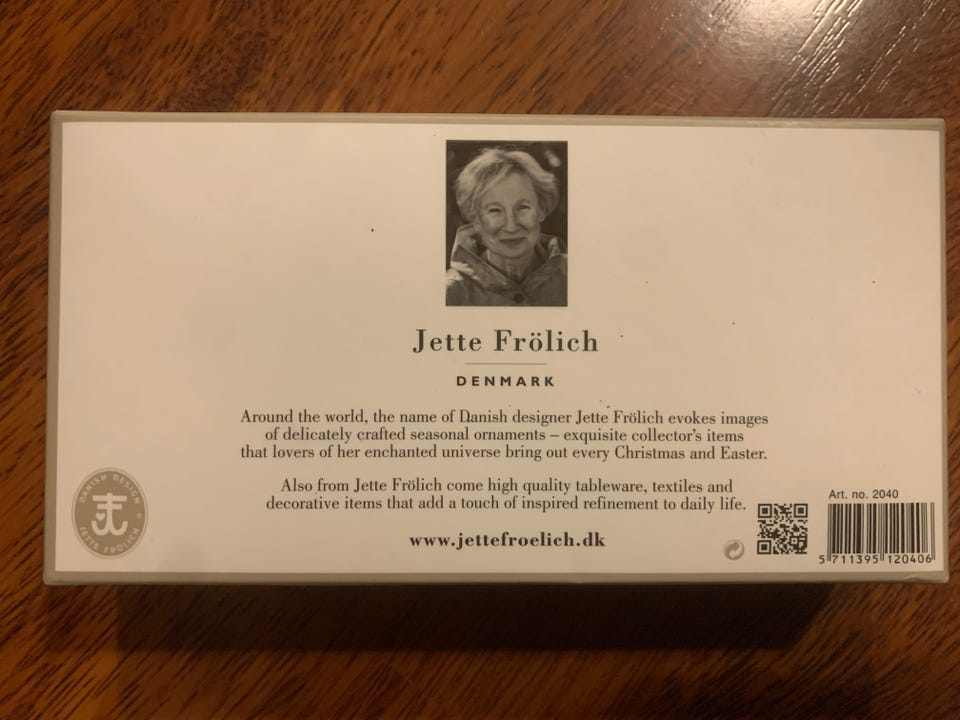 Jette Frölich
DENMARK
Around the world, the name of Danish designer Jette Frölich evokes images
of delicately crafted seasonal ornaments – exquisite collector's items
that lovers of her enchanted universe bring out every Christmas and Easter.
Also from Jette Frölich come high quality tableware, textiles and
decorative items that add a touch of inspired refinement to daily life.
www.jettefroelich.dk
DANISH DESIGN
JETTE FRÖLICH
Art. no. 2040
5 711395 120406